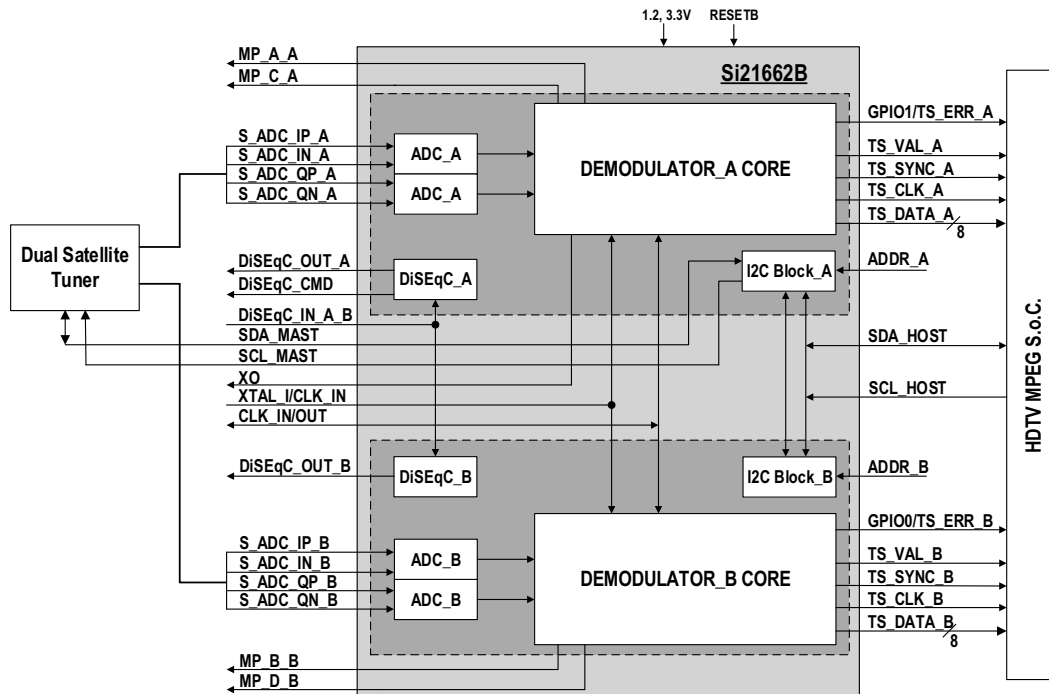 1.2, 3.3V
RESETB
Si21662B
MP_A_A
MP_C_A
S_ADC_IP_A
S_ADC_IN_A
S_ADC_QP_A
S_ADC_QN_A
ADC_A
ADC_A
DEMODULATOR_A CORE
GPIO1/TS_ERR_A
TS_VAL_A
TS_SYNC_A
TS_CLK_A
TS_DATA_A
8
Dual Satellite
Tuner
DiSEqC_OUT_A
DiSEqC_CMD
DiSEqC_A
I2C Block_A
ADDR_A
DiSEqC_IN_A_B
SDA_MAST
SCL_MAST
XO
XTAL_I/CLK_IN
CLK_IN/OUT
SDA_HOST
SCL_HOST
HDTV MPEG S.o.C.
DiSEqC_OUT_B
DiSEqC_B
I2C Block_B
ADDR_B
S_ADC_IP_B
S_ADC_IN_B
S_ADC_QP_B
S_ADC_QN_B
ADC_B
ADC_B
DEMODULATOR_B CORE
GPIO0/TS_ERR_B
TS_VAL_B
TS_SYNC_B
TS_CLK_B
TS_DATA_B
8
MP_B_B
MP_D_B